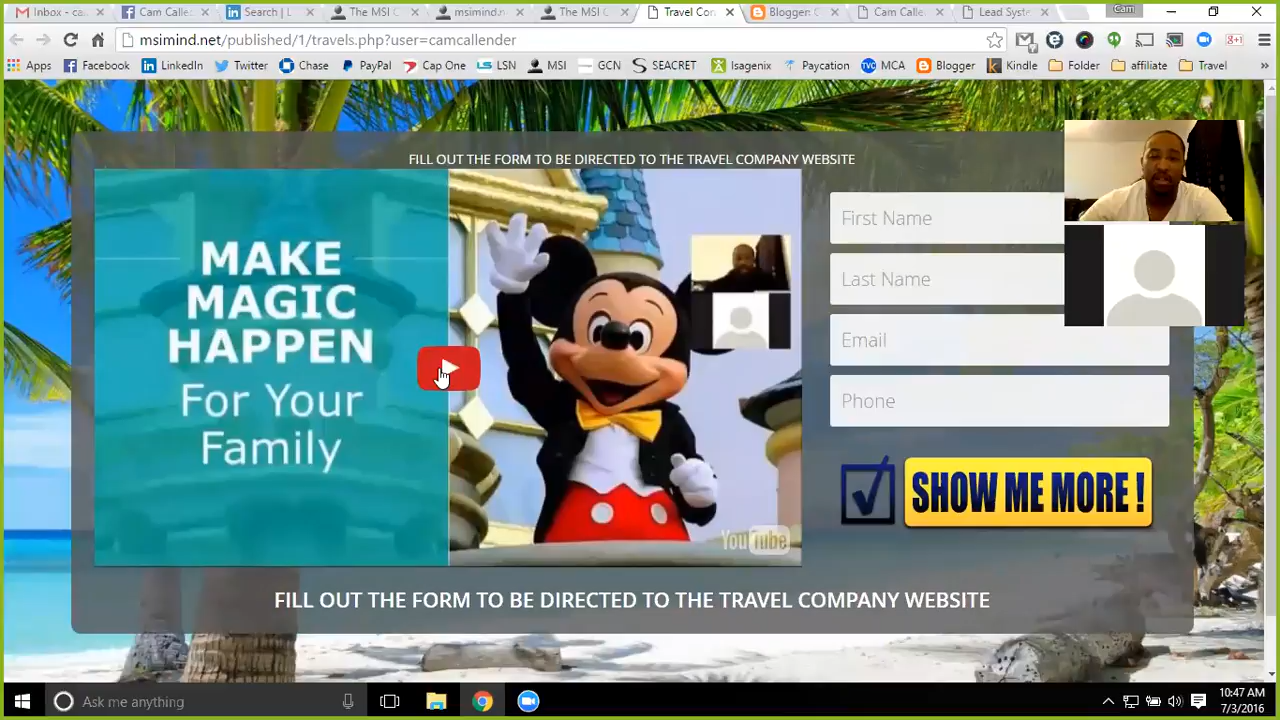 Inbox - ca
Cam Calle
Search | L
The MSI C
msimind.n
The MSI C
Travel Co
Blogger: C
Cam Calle
Lead Syst
Cam
msimind.net/published/1/travels.php?user=camcallender
Apps Facebook LinkedIn Twitter Chase PayPal Cap One LSN MSI GCN SEACRET Isagenix Paycation MCA Blogger Kindle Folder affiliate Travel »
FILL OUT THE FORM TO BE DIRECTED TO THE TRAVEL COMPANY WEBSITE
MAKE
MAGIC
HAPPEN
For Your
Family
YouTube
First Name
Last Name
Email
Phone
SHOW ME MORE !
FILL OUT THE FORM TO BE DIRECTED TO THE TRAVEL COMPANY WEBSITE
Ask me anything
10:47 AM
7/3/2016